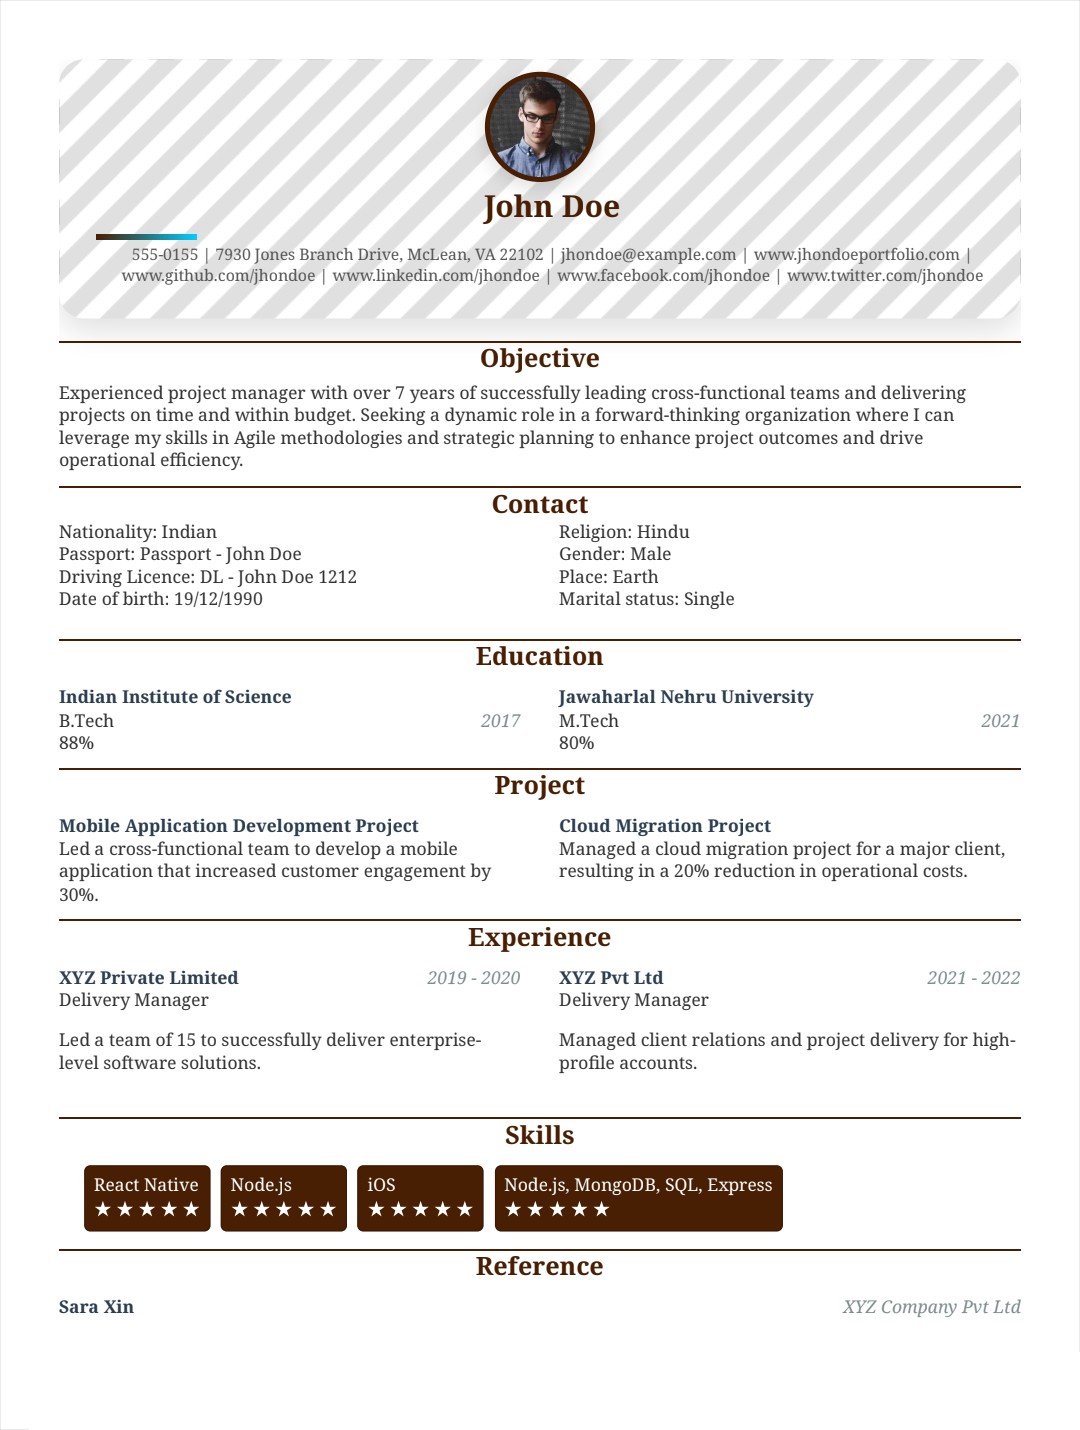 John Doe
555-0155 | 7930 Jones Branch Drive, McLean, VA 22102 | jhondoe@example.com | www.jhondoeportfolio.com |
www.github.com/jhondoe | www.linkedin.com/jhondoe | www.facebook.com/jhondoe | www.twitter.com/jhondoe
Objective
Experienced project manager with over 7 years of successfully leading cross-functional teams and delivering
projects on time and within budget. Seeking a dynamic role in a forward-thinking organization where I can
leverage my skills in Agile methodologies and strategic planning to enhance project outcomes and drive
operational efficiency.
Contact
Nationality: Indian
Passport: Passport - John Doe
Driving Licence: DL - John Doe 1212
Date of birth: 19/12/1990
Religion: Hindu
Gender: Male
Place: Earth
Marital status: Single
Education
Indian Institute of Science
B.Tech 2017
88%
Jawaharlal Nehru University
M.Tech 2021
80%
Project
Mobile Application Development Project
Led a cross-functional team to develop a mobile
application that increased customer engagement by
30%.
Cloud Migration Project
Managed a cloud migration project for a major client,
resulting in a 20% reduction in operational costs.
Experience
XYZ Private Limited 2019 - 2020
Delivery Manager
Led a team of 15 to successfully deliver enterprise-
level software solutions.
XYZ Pvt Ltd 2021 - 2022
Delivery Manager
Managed client relations and project delivery for high-
profile accounts.
Skills
React Native
★★★★★
Node.js
★★★★★
iOS
★★★★★
Node.js, MongoDB, SQL, Express
★★★★★
Reference
Sara Xin XYZ Company Pvt Ltd